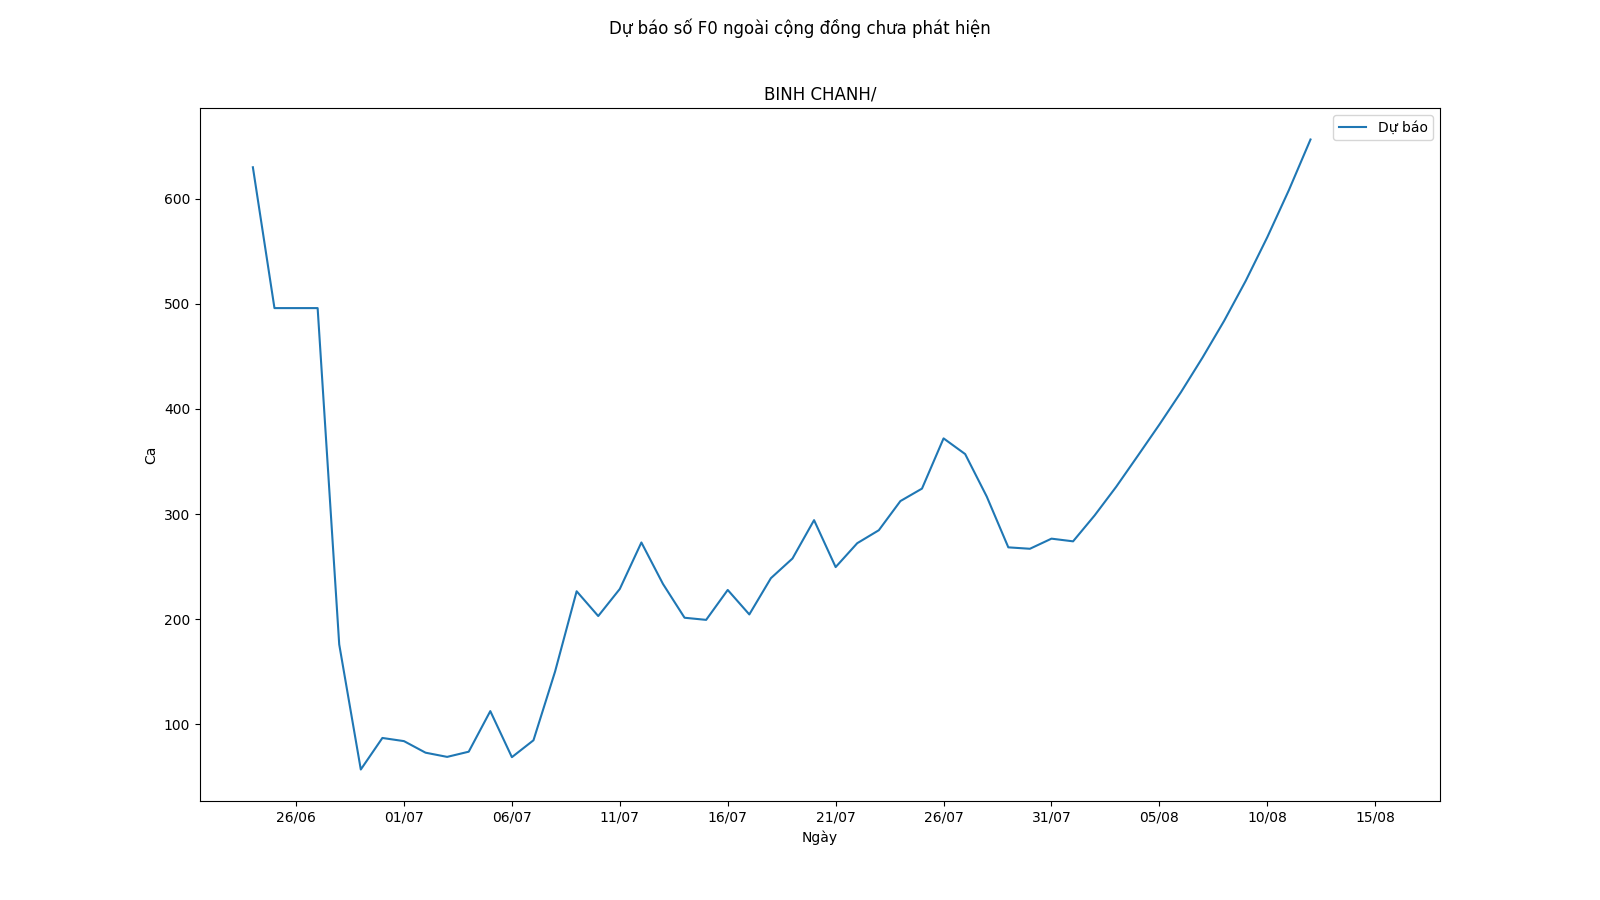 Dự báo số F0 ngoài cộng đồng chưa phát hiện
BINH CHANH/
Dự báo
600
500
400
300
200
100
Ca
26/06 01/07 06/07 11/07 16/07 21/07 26/07 31/07 05/08 10/08 15/08
Ngày